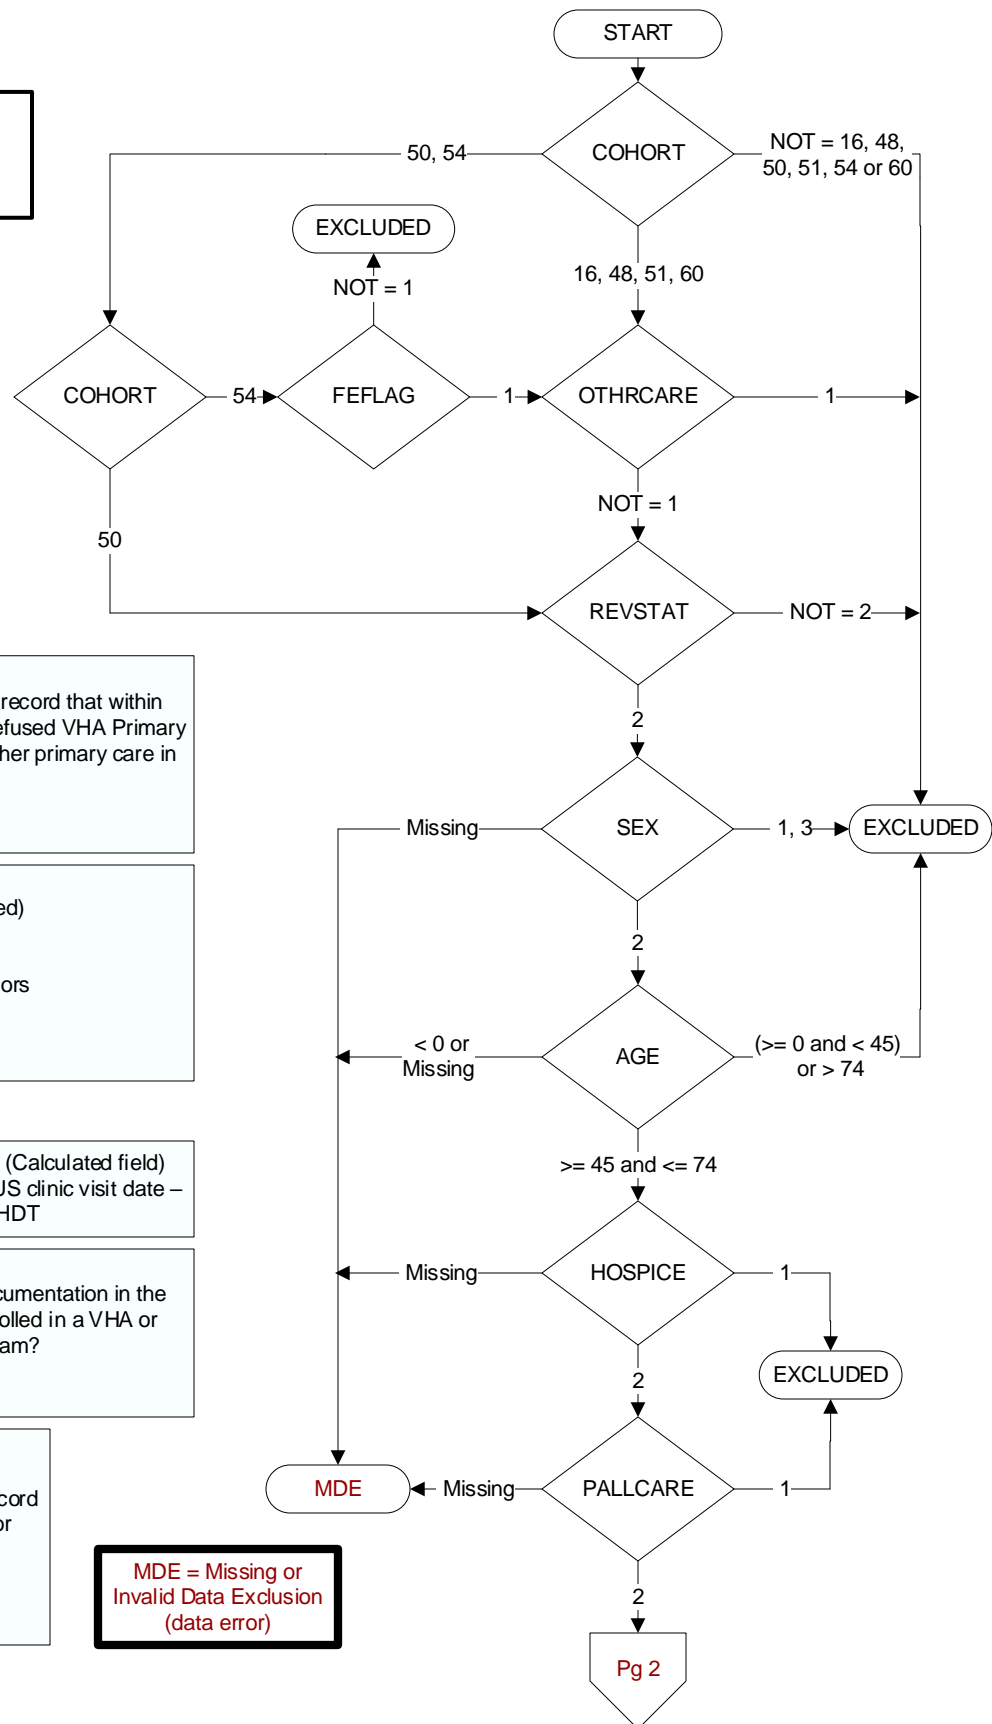 START
COHORT
50, 54
NOT = 16, 48,
50, 51, 54 or 60
EXCLUDED
16, 48, 51, 60
NOT = 1
COHORT
54
FEFLAG
1
OTHRCARE
1
NOT = 1
50
REVSTAT
NOT = 2
2
record that within
efused VHA Primary
her primary care in
Missing
SEX
1, 3
EXCLUDED
ed)
2
ors
< 0 or
Missing
AGE
(>= 0 and < 45)
or > 74
(Calculated field)
US clinic visit date –
HDT
>= 45 and <= 74
Missing
HOSPICE
1
cumentation in the
olled in a VHA or
am?
2
EXCLUDED
MDE
Missing
PALLCARE
1
cord
or
MDE = Missing or
Invalid Data Exclusion
(data error)
2
Pg 2